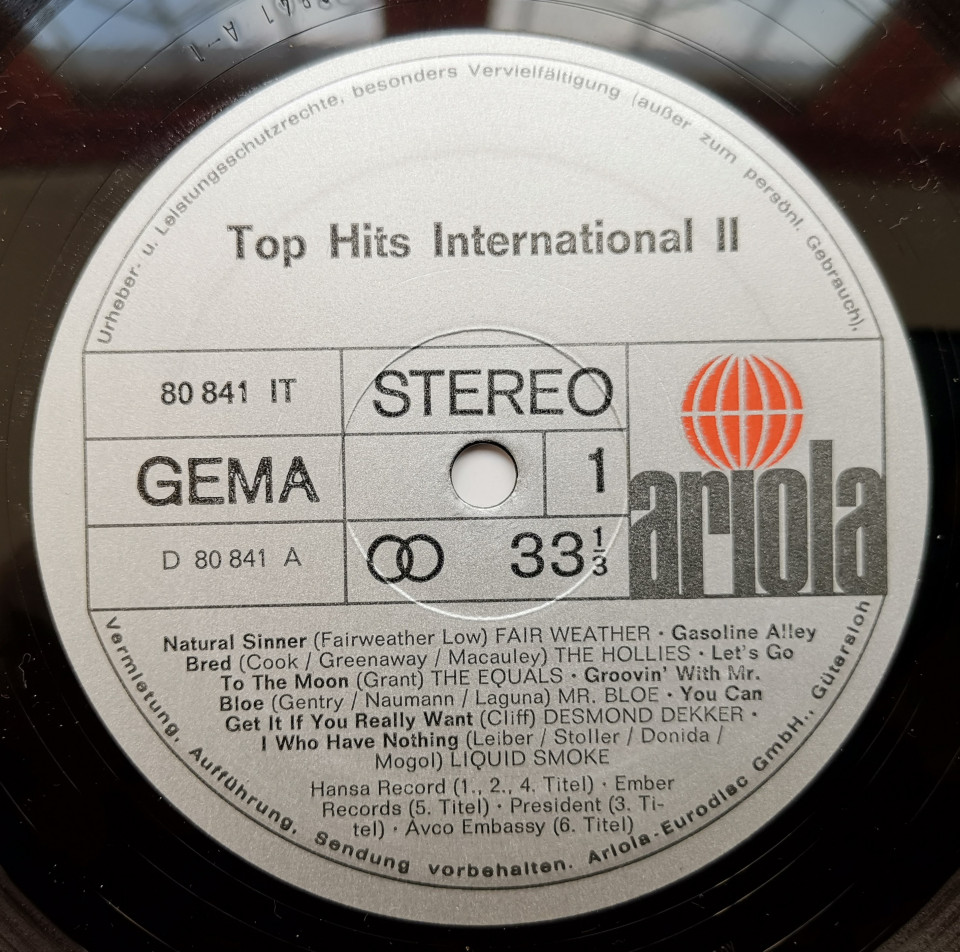 Urheber- u. Leistungsschutzrechte, besonders Vervielfältigung (außer zum persönl. Gebrauch),
Top Hits International II
80 841 IT
STEREO
GEMA
1
ariola
D 80 841 A
33 1/3
Natural Sinner (Fairweather Low) FAIR WEATHER · Gasoline Alley
Bred (Cook / Greenaway / Macauley) THE HOLLIES · Let's Go
To The Moon (Grant) THE EQUALS · Groovin' With Mr.
Bloe (Gentry / Naumann / Laguna) MR. BLOE · You Can
Get It If You Really Want (Cliff) DESMOND DEKKER ·
I Who Have Nothing (Leiber / Stoller / Donida /
Mogol) LIQUID SMOKE
Hansa Record (1., 2., 4. Titel) · Ember
Records (5. Titel) · President (3. Ti-
tel) · Avco Embassy (6. Titel)
Vermietung, Aufführung, Sendung vorbehalten. Ariola-Eurodisc GmbH., Gütersloh